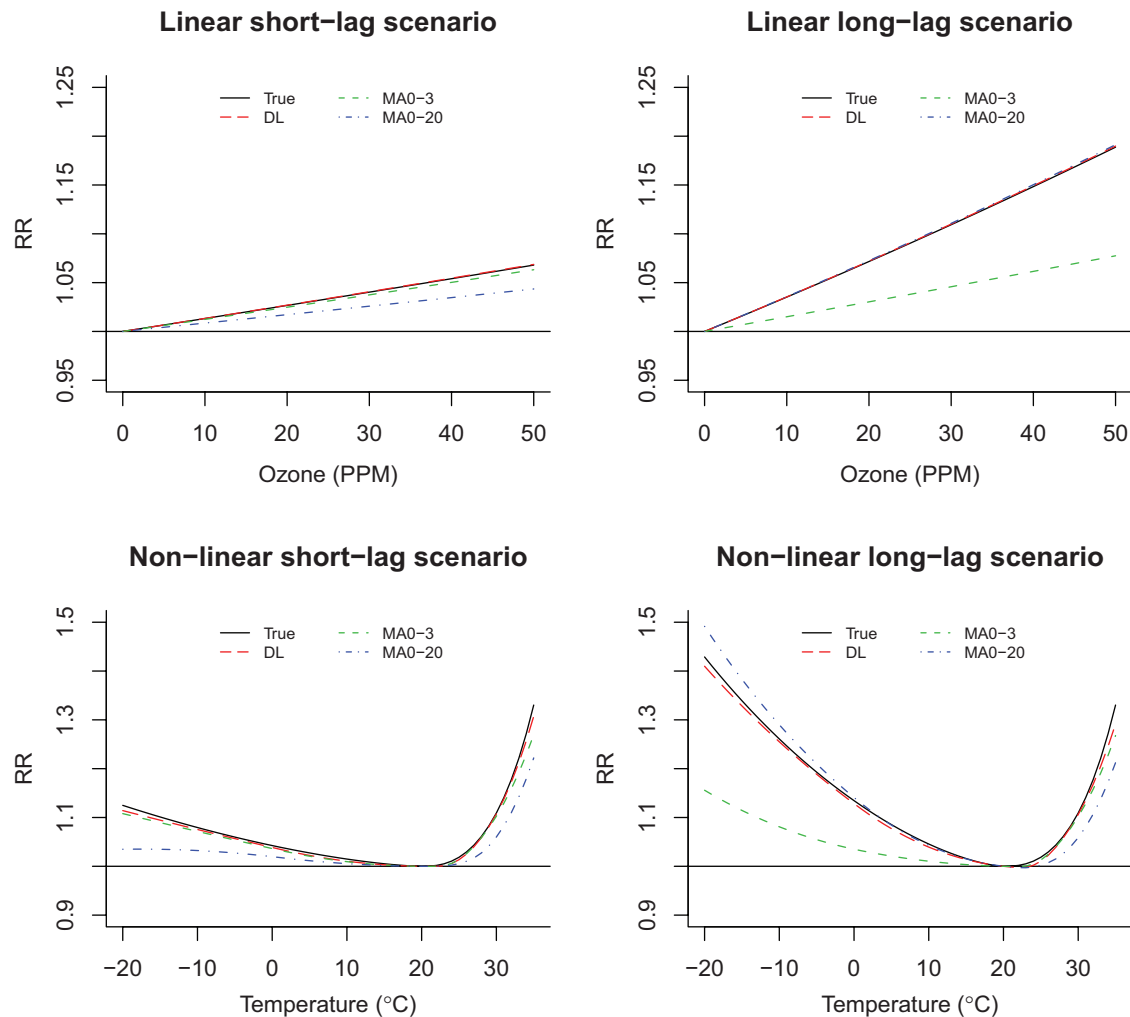 Linear short−lag scenario
1.25
1.15
1.05
0.95
RR
True
DL
MA0−3
MA0−20
0 10 20 30 40 50
Ozone (PPM)
Linear long−lag scenario
1.25
1.15
1.05
0.95
RR
True
DL
MA0−3
MA0−20
0 10 20 30 40 50
Ozone (PPM)
Non−linear short−lag scenario
1.5
1.3
1.1
0.9
RR
True
DL
MA0−3
MA0−20
−20 −10 0 10 20 30
Temperature (°C)
Non−linear long−lag scenario
1.5
1.3
1.1
0.9
RR
True
DL
MA0−3
MA0−20
−20 −10 0 10 20 30
Temperature (°C)